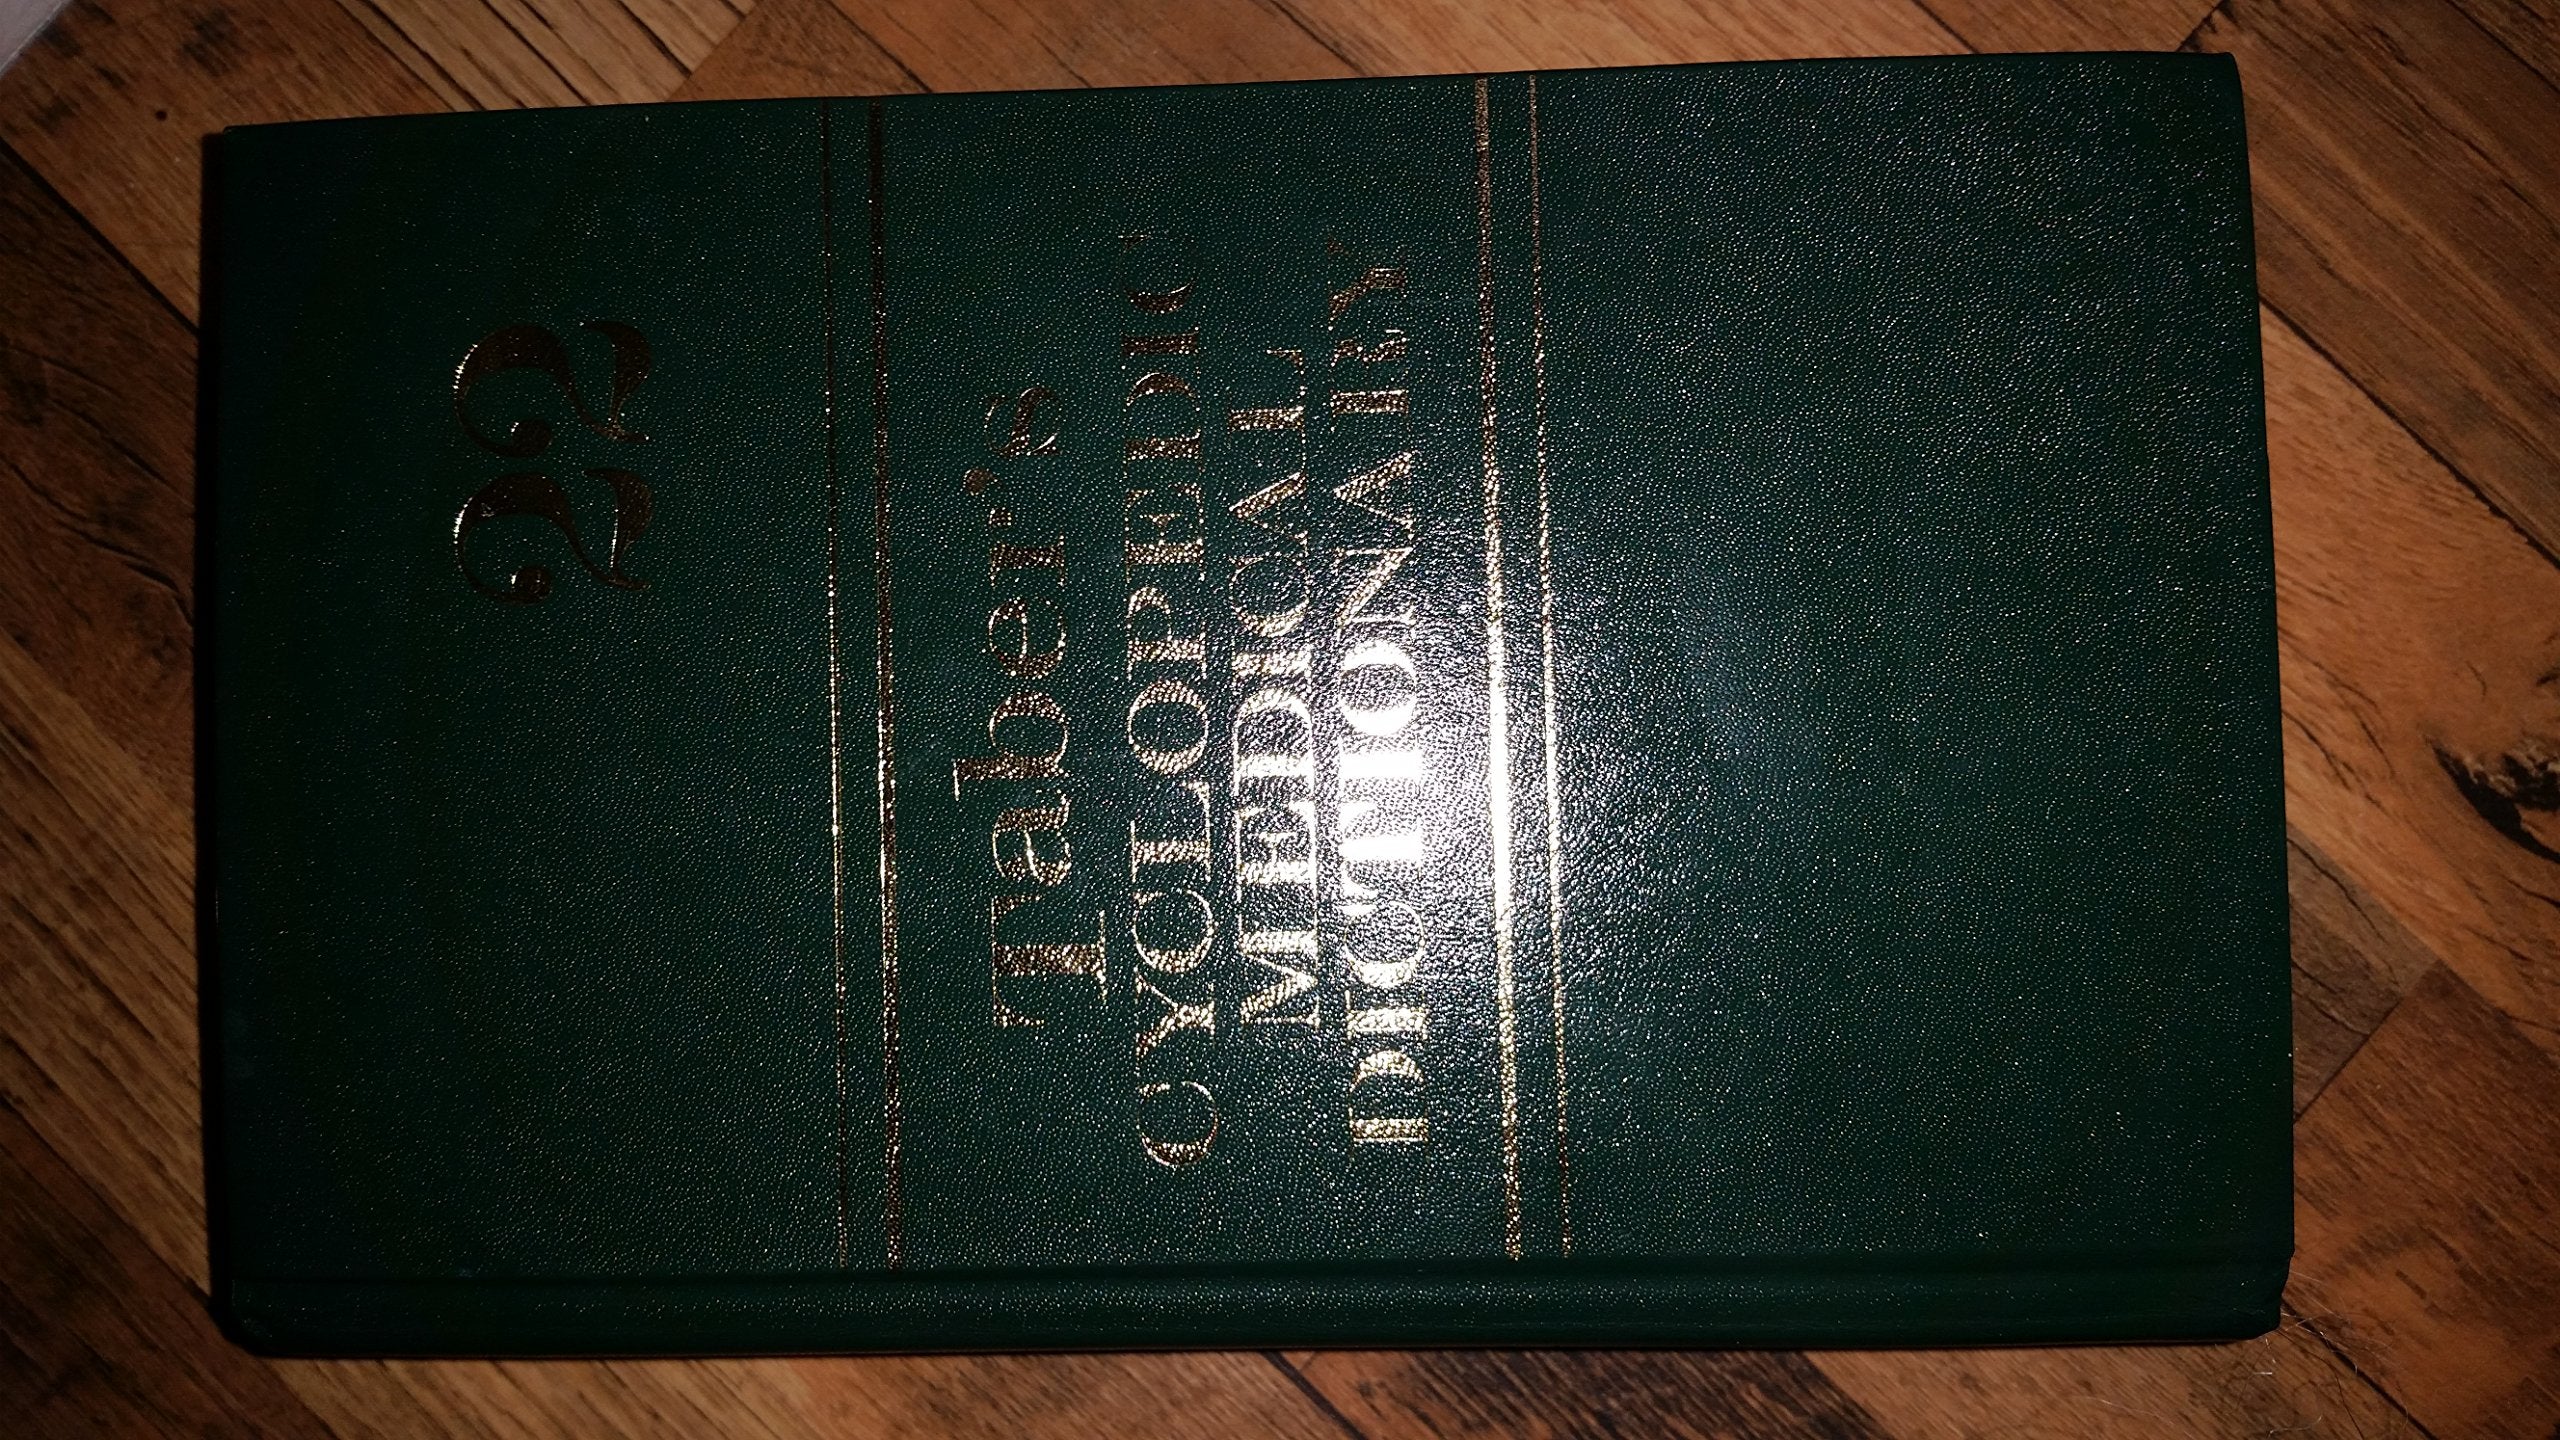 22
Taber's
CYCLOPEDIC
MEDICAL
DICTIONARY